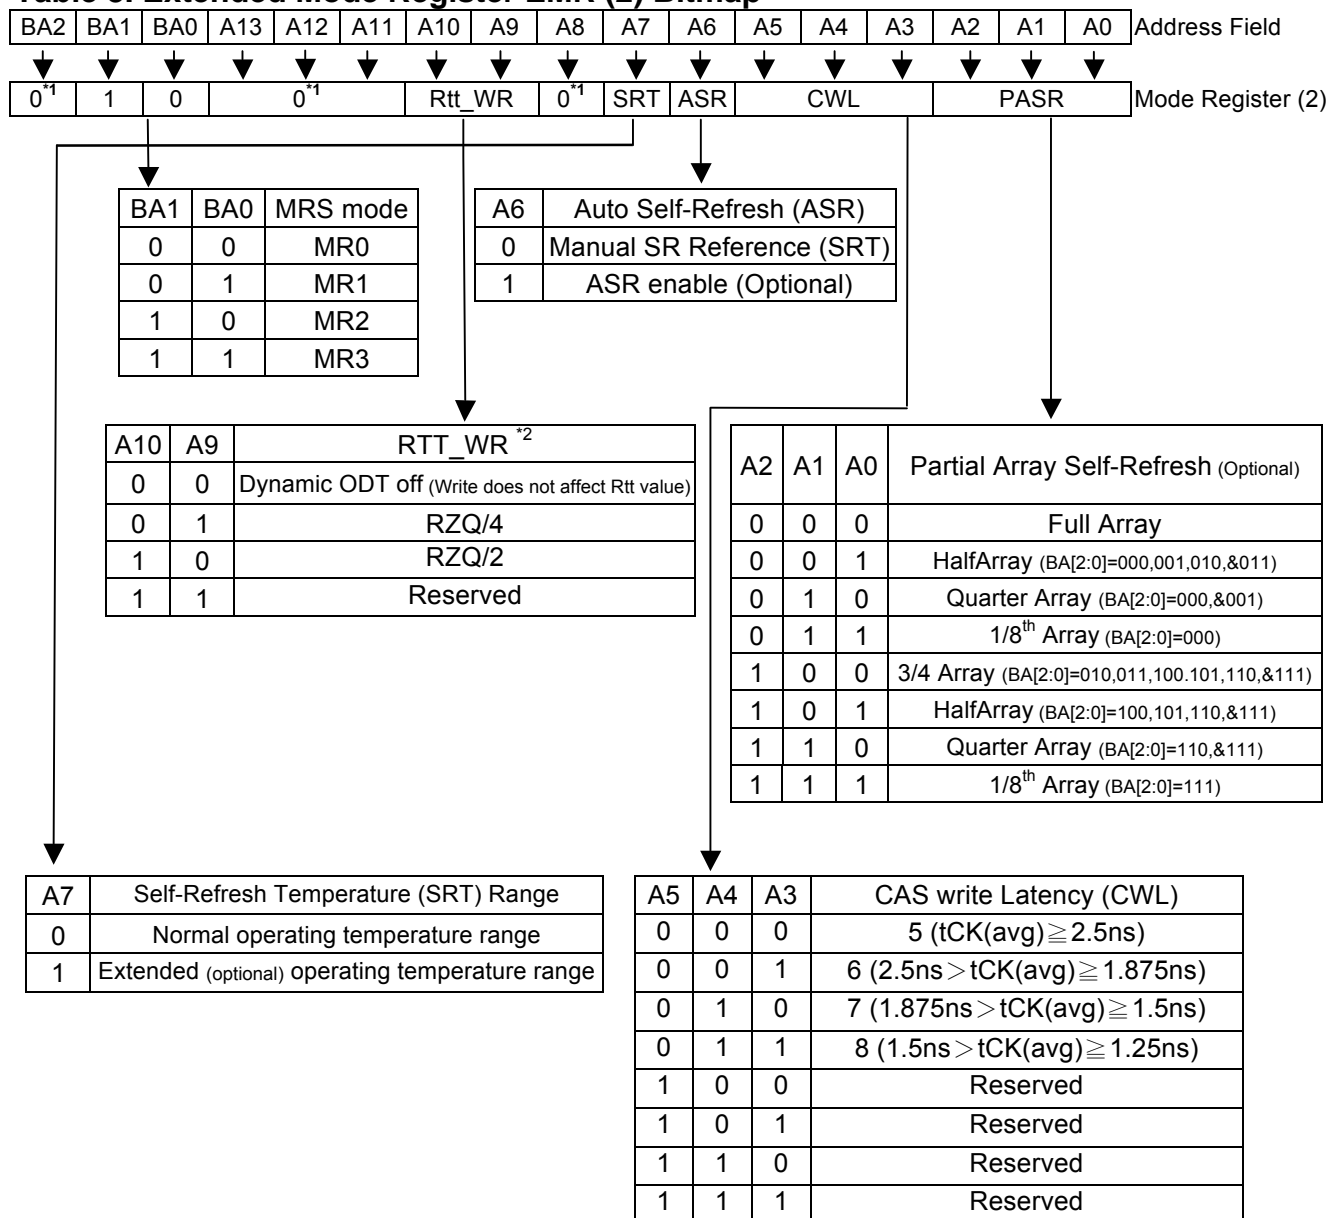 Table 8. Extended Mode Register EMR (2) Bitmap
BA2 BA1 BA0 A13 A12 A11 A10 A9 A8 A7 A6 A5 A4 A3 A2 A1 A0 Address Field
0*1 1 0 0*1 Rtt_WR 0*1 SRT ASR CWL PASR Mode Register (2)
BA1 BA0 MRS mode
0 0 MR0
0 1 MR1
1 0 MR2
1 1 MR3
A6 Auto Self-Refresh (ASR)
0 Manual SR Reference (SRT)
1 ASR enable (Optional)
A10 A9 RTT_WR *2
0 0 Dynamic ODT off (Write does not affect Rtt value)
0 1 RZQ/4
1 0 RZQ/2
1 1 Reserved
A2 A1 A0 Partial Array Self-Refresh (Optional)
0 0 0 Full Array
0 0 1 HalfArray (BA[2:0]=000,001,010,&011)
0 1 0 Quarter Array (BA[2:0]=000,&001)
0 1 1 1/8th Array (BA[2:0]=000)
1 0 0 3/4 Array (BA[2:0]=010,011,100.101,110,&111)
1 0 1 HalfArray (BA[2:0]=100,101,110,&111)
1 1 0 Quarter Array (BA[2:0]=110,&111)
1 1 1 1/8th Array (BA[2:0]=111)
A7 Self-Refresh Temperature (SRT) Range
0 Normal operating temperature range
1 Extended (optional) operating temperature range
A5 A4 A3 CAS write Latency (CWL)
0 0 0 5 (tCK(avg)≧2.5ns)
0 0 1 6 (2.5ns＞tCK(avg)≧1.875ns)
0 1 0 7 (1.875ns＞tCK(avg)≧1.5ns)
0 1 1 8 (1.5ns＞tCK(avg)≧1.25ns)
1 0 0 Reserved
1 0 1 Reserved
1 1 0 Reserved
1 1 1 Reserved